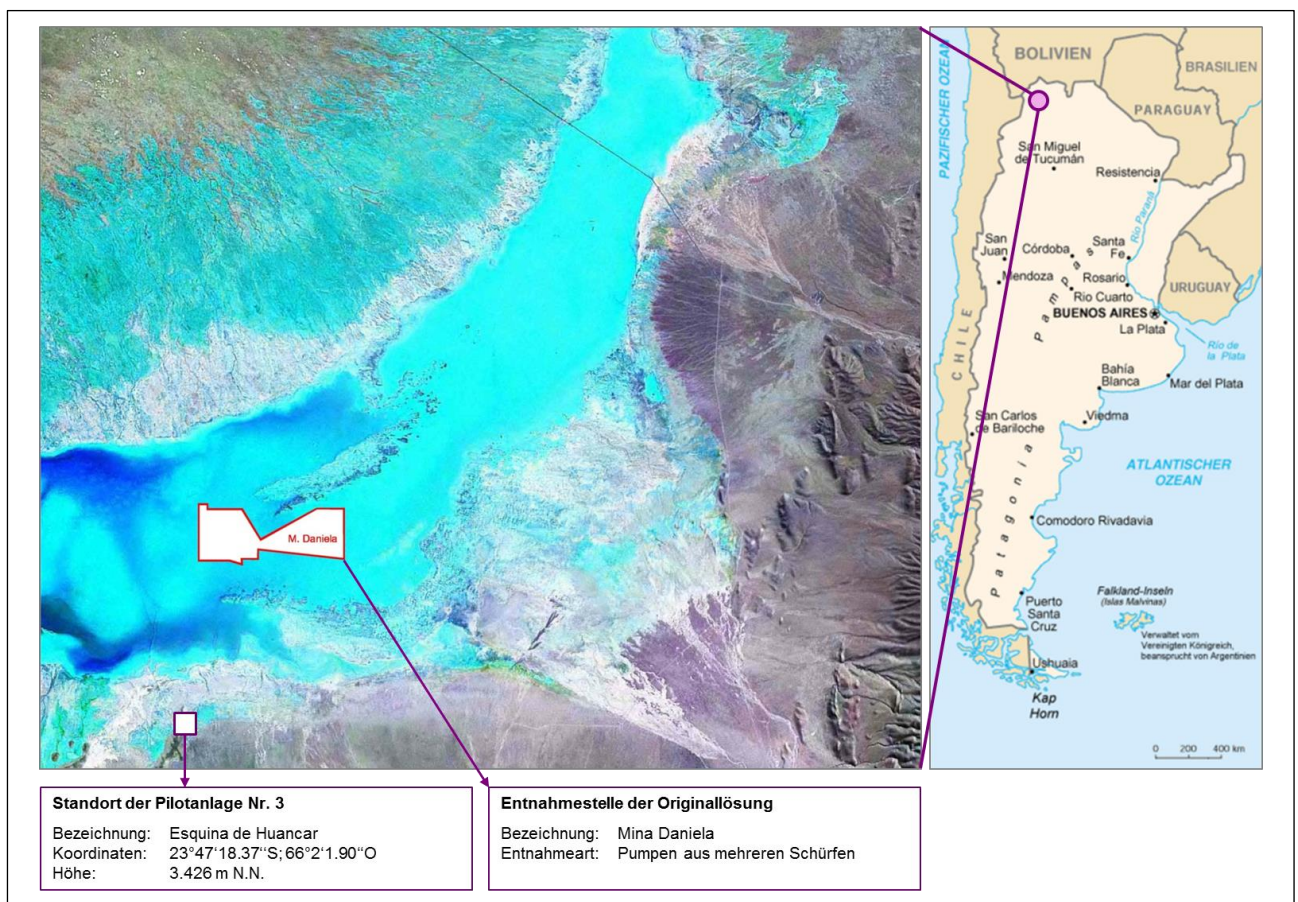 M. Daniela
BOLIVIEN
BRASILIEN
PARAGUAY
PAZIFISCHER OZEAN
San Miguel
de Tucumán
Resistencia
Río Paraná
San
Juan
Córdoba
Santa
Fe
Mendoza
Rosario
Rio Cuarto
Pampas
URUGUAY
BUENOS AIRES
La Plata
Río de
la Plata
CHILE
Bahía
Blanca
Mar del Plata
San Carlos
de Bariloche
Viedma
ATLANTISCHER
OZEAN
Patagonia
Comodoro Rivadavia
Falkland-Inseln
(Islas Malvinas)
Puerto
Santa
Cruz
Verwaltet vom
Vereinigten Königreich,
beansprucht von Argentinien
Ushuaia
Kap
Horn
0 200 400 km
Standort der Pilotanlage Nr. 3
Bezeichnung: Esquina de Huancar
Koordinaten: 23°47‘18.37‘‘S; 66°2‘1.90‘‘O
Höhe: 3.426 m N.N.
Entnahmestelle der Originallösung
Bezeichnung: Mina Daniela
Entnahmeart: Pumpen aus mehreren Schürfen